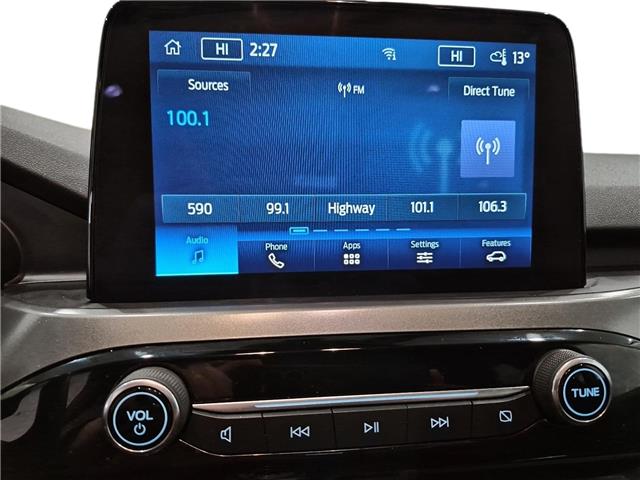 HI 2:27 HI 13°
Sources FM Direct Tune
100.1
590 99.1 Highway 101.1 106.3
Audio Phone Apps Settings Features
VOL TUNE